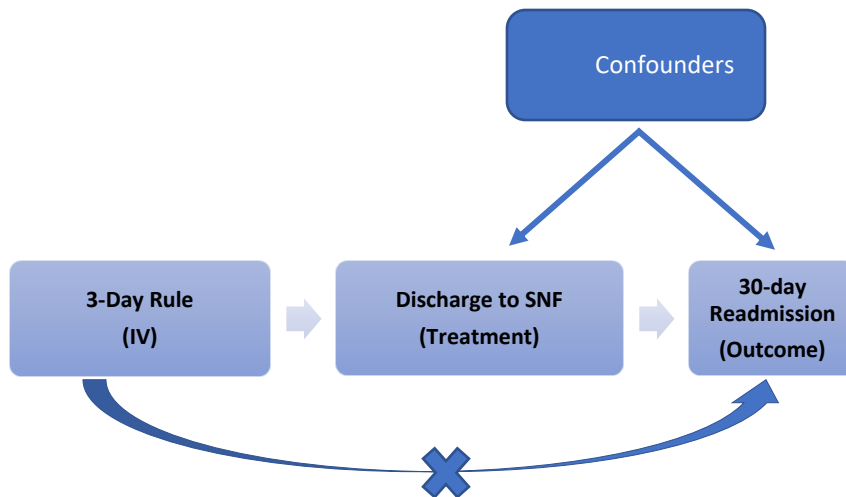 Confounders
3-Day Rule
(IV)
Discharge to SNF
(Treatment)
30-day
Readmission
(Outcome)